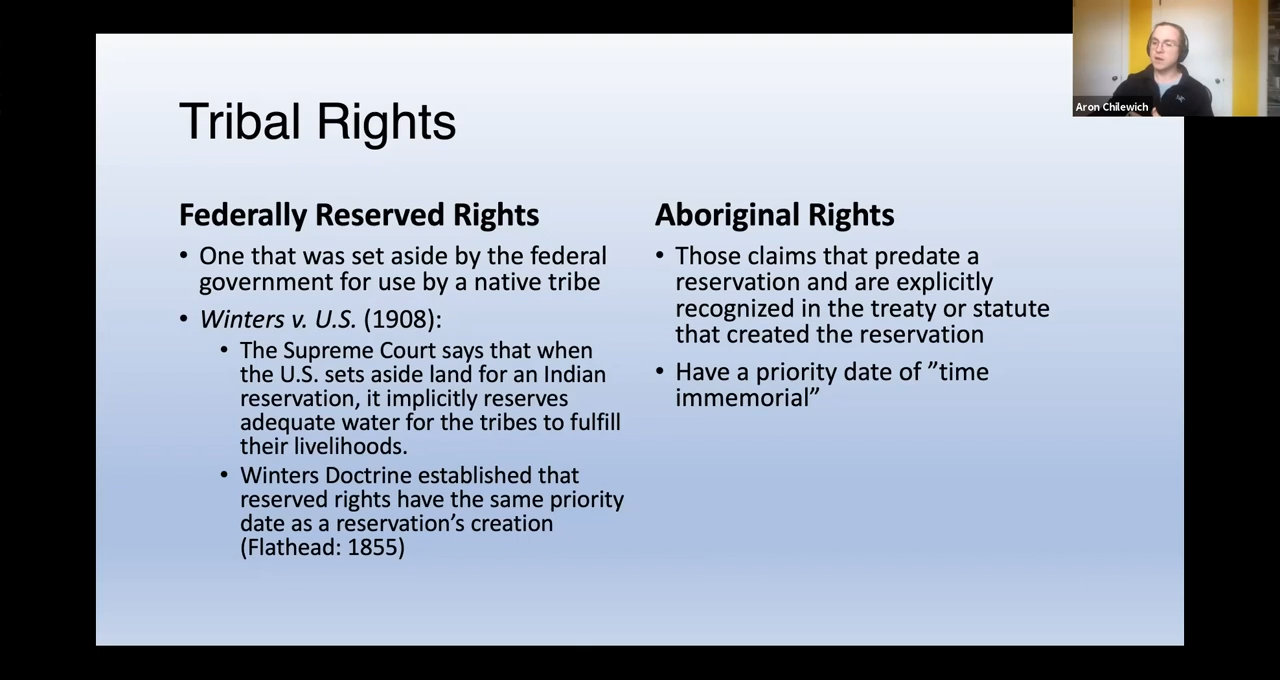 Aron Chilewich
Tribal Rights
Federally Reserved Rights
• One that was set aside by the federal
government for use by a native tribe
• Winters v. U.S. (1908):
• The Supreme Court says that when
the U.S. sets aside land for an Indian
reservation, it implicitly reserves
adequate water for the tribes to fulfill
their livelihoods.
• Winters Doctrine established that
reserved rights have the same priority
date as a reservation’s creation
(Flathead: 1855)
Aboriginal Rights
• Those claims that predate a
reservation and are explicitly
recognized in the treaty or statute
that created the reservation
• Have a priority date of ”time
immemorial”